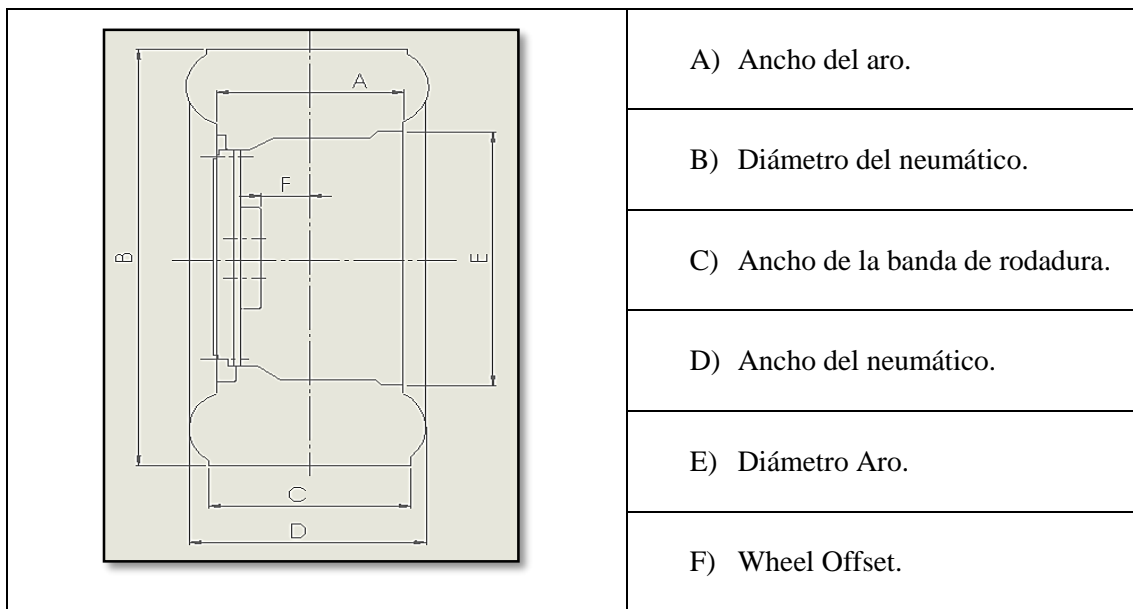 A
F
B
E
C
D
A) Ancho del aro.
B) Diámetro del neumático.
C) Ancho de la banda de rodadura.
D) Ancho del neumático.
E) Diámetro Aro.
F) Wheel Offset.